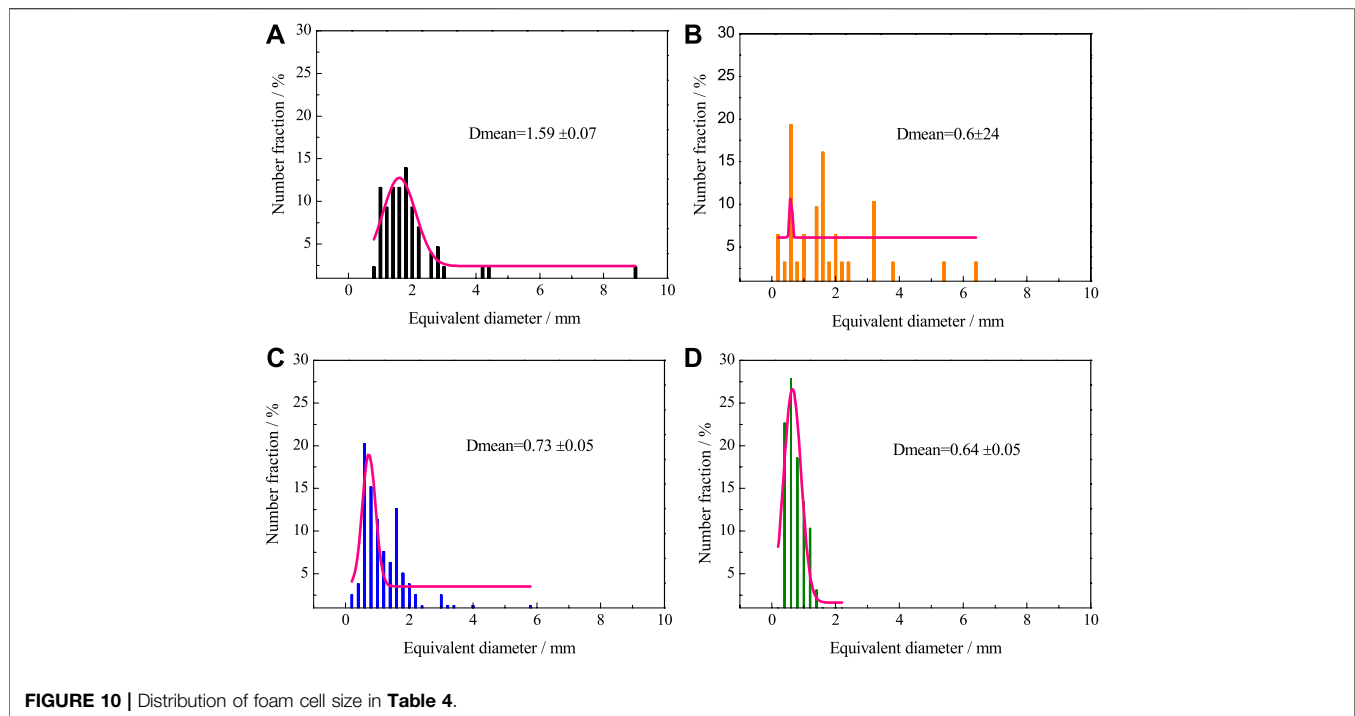 A
30
25
20
15
10
5
Number fraction / %
Dmean=1.59 ±0.07
0 2 4 6 8 10
Equivalent diameter / mm
B
30
25
20
15
10
5
Number fraction / %
Dmean=0.6±24
0 2 4 6 8 10
Equivalent diameter / mm
C
30
25
20
15
10
5
Number fraction / %
Dmean=0.73 ±0.05
0 2 4 6 8 10
Equivalent diameter / mm
D
30
25
20
15
10
5
Number fraction / %
Dmean=0.64 ±0.05
0 2 4 6 8 10
Equivalent diameter / mm
FIGURE 10 | Distribution of foam cell size in Table 4.